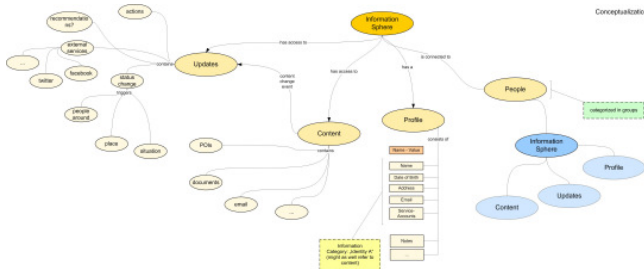 Conceptualizatio
actions
recommendati
ons?
external
services
...
twitter
facebook
status
change
contains
triggers
people
around
place
situation
Updates
has access to
content
change
event
Information
Sphere
has access to
has a
is connected to
Content
contains
POIs
documents
email
...
Profile
consists of
Name - Value
Name
Date of Birth
Address
Email
Service-
Accounts
Roles
...
Information
Category „Identity-A"
(might as well refer to
content)
People
categorized in groups
Information
Sphere
Profile
Updates
Content